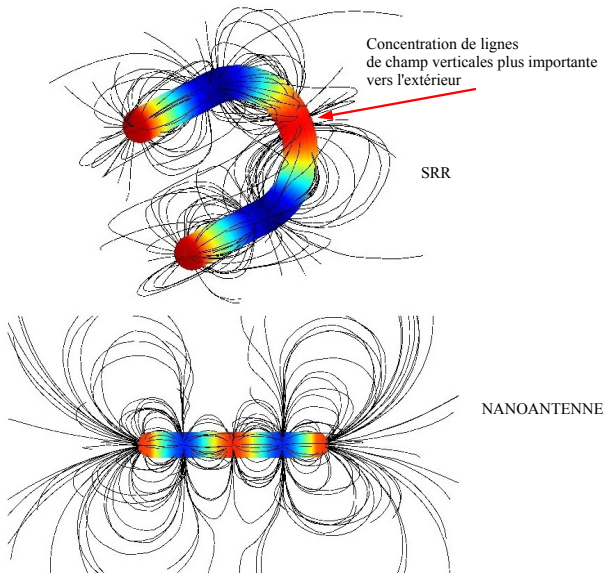 Concentration de lignes
de champ verticales plus importante
vers l'extérieur
SRR
NANOANTENNE